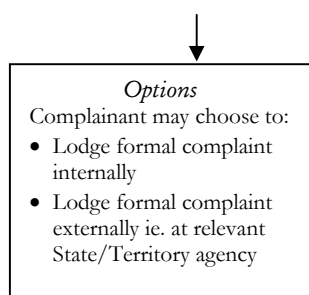 Options
Complainant may choose to:
• Lodge formal complaint
internally
• Lodge formal complaint
externally ie. at relevant
State/Territory agency